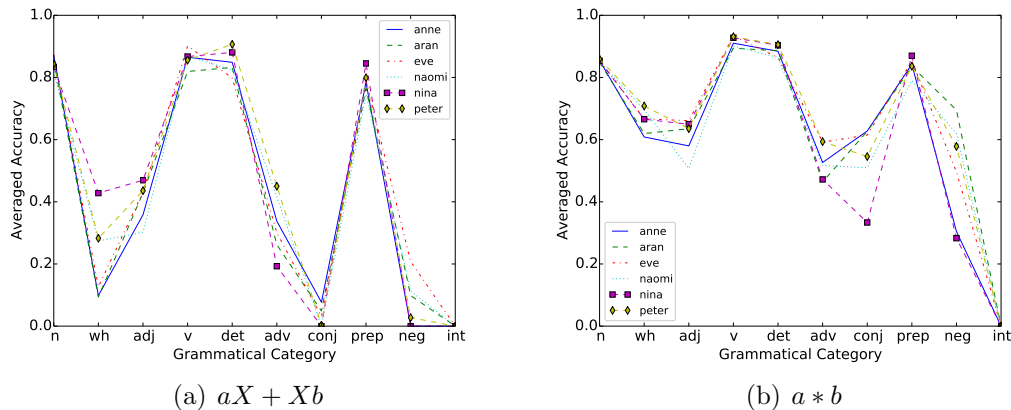 1.0
0.8
0.6
0.4
0.2
0.0
Averaged Accuracy
n wh adj v det adv conj prep neg int
Grammatical Category
anne
aran
eve
naomi
nina
peter
(a) aX + Xb
1.0
0.8
0.6
0.4
0.2
0.0
Averaged Accuracy
anne
aran
eve
naomi
nina
peter
n wh adj v det adv conj prep neg int
Grammatical Category
(b) a ∗ b